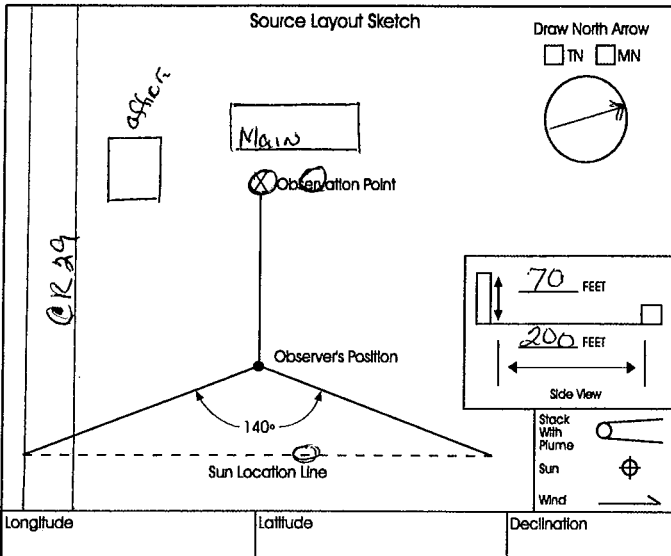 Source Layout Sketch
Draw North Arrow
TN MN
office
Main
Observation Point
CR 29
70 FEET
200 FEET
Side View
Observer's Position
140°
Sun Location Line
Stack
With
Plume
Sun
Wind
Longitude
Latitude
Declination